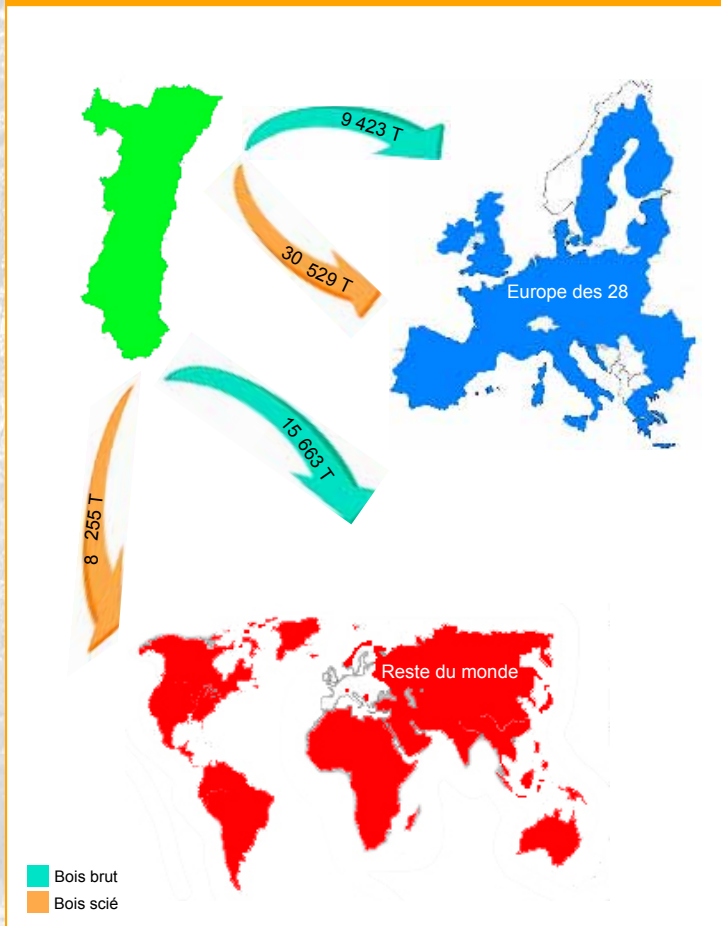 9 423 T
30 529 T
Europe des 28
15 663 T
8 255 T
Reste du monde
Bois brut
Bois scié